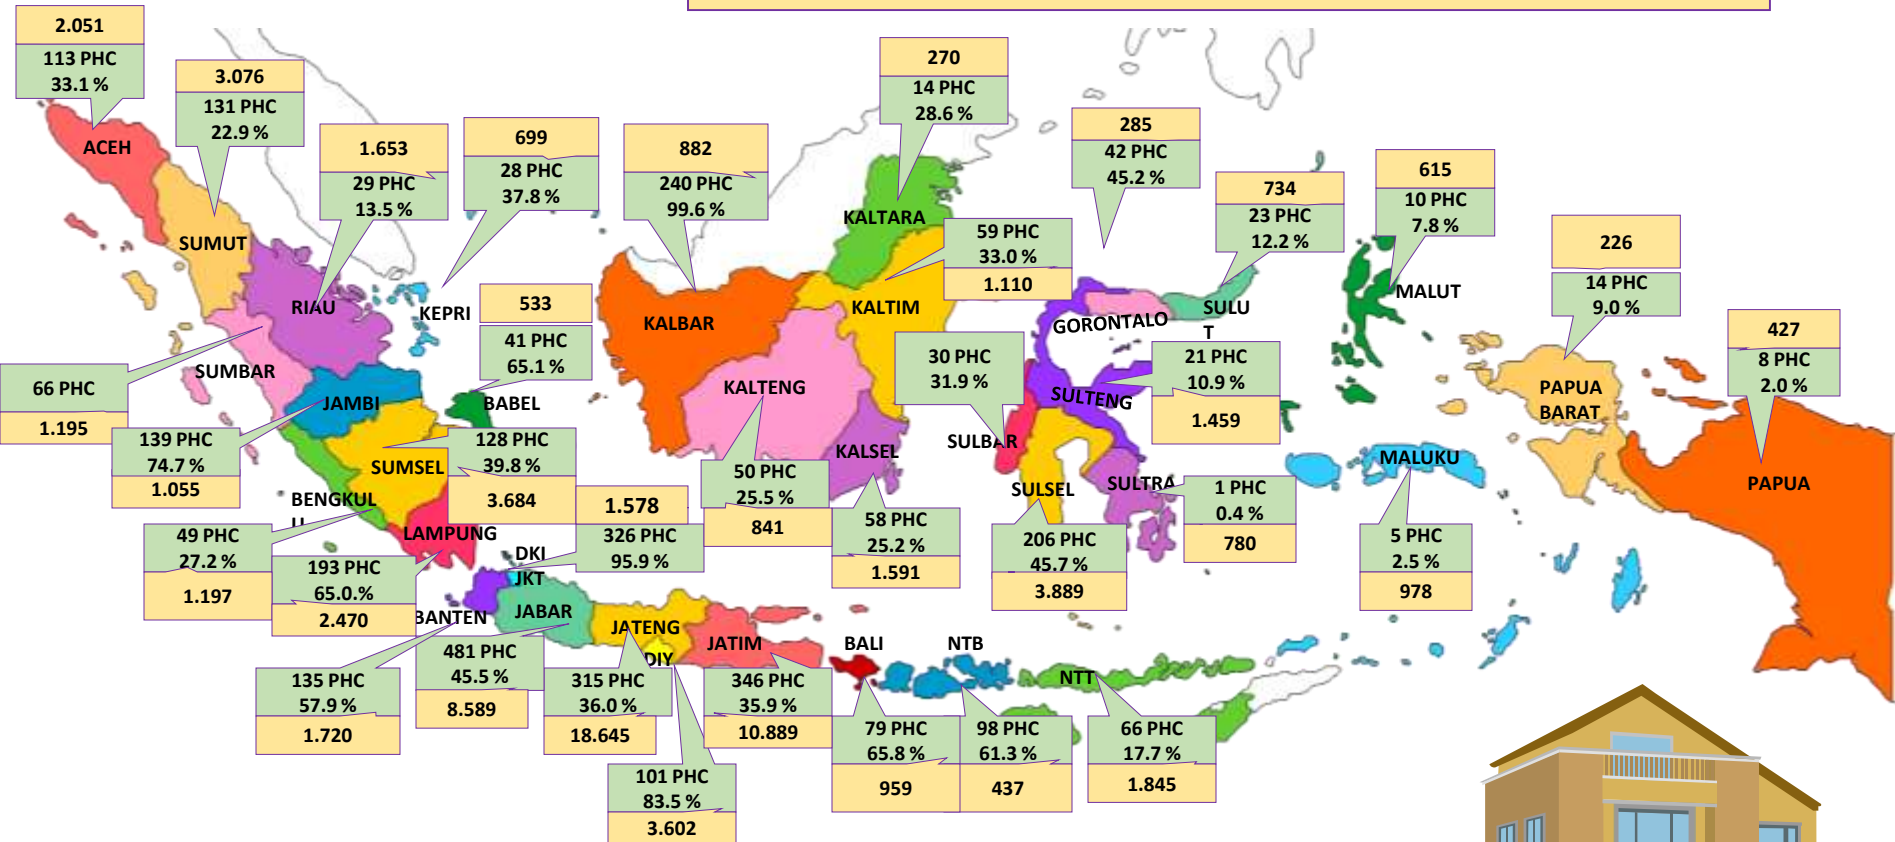 2.051
113 PHC
33.1 %
ACEH
3.076
131 PHC
22.9 %
SUMUT
1.653
29 PHC
13.5 %
RIAU
699
28 PHC
37.8 %
KEPRI
533
41 PHC
65.1 %
BABEL
66 PHC
1.195
SUMBAR
139 PHC
74.7 %
1.055
JAMBI
128 PHC
39.8 %
3.684
SUMSEL
BENGKUL
U
49 PHC
27.2 %
1.197
LAMPUNG
193 PHC
65.0.%
2.470
1.578
326 PHC
95.9 %
DKI
JKT
BANTEN
135 PHC
57.9 %
1.720
JABAR
481 PHC
45.5 %
8.589
JATENG
315 PHC
36.0 %
18.645
DIY
101 PHC
83.5 %
3.602
JATIM
346 PHC
35.9 %
10.889
BALI
79 PHC
65.8 %
959
NTB
98 PHC
61.3 %
437
NTT
66 PHC
17.7 %
1.845
882
240 PHC
99.6 %
KALBAR
270
14 PHC
28.6 %
KALTARA
59 PHC
33.0 %
1.110
KALTIM
KALTENG
50 PHC
25.5 %
841
KALSEL
58 PHC
25.2 %
1.591
285
42 PHC
45.2 %
GORONTALO
734
23 PHC
12.2 %
SULU
T
30 PHC
31.9 %
SULBAR
21 PHC
10.9 %
1.459
SULTENG
SULSEL
206 PHC
45.7 %
3.889
SULTRA
1 PHC
0.4 %
780
615
10 PHC
7.8 %
MALUT
MALUKU
5 PHC
2.5 %
978
226
14 PHC
9.0 %
PAPUA
BARAT
427
8 PHC
2.0 %
PAPUA